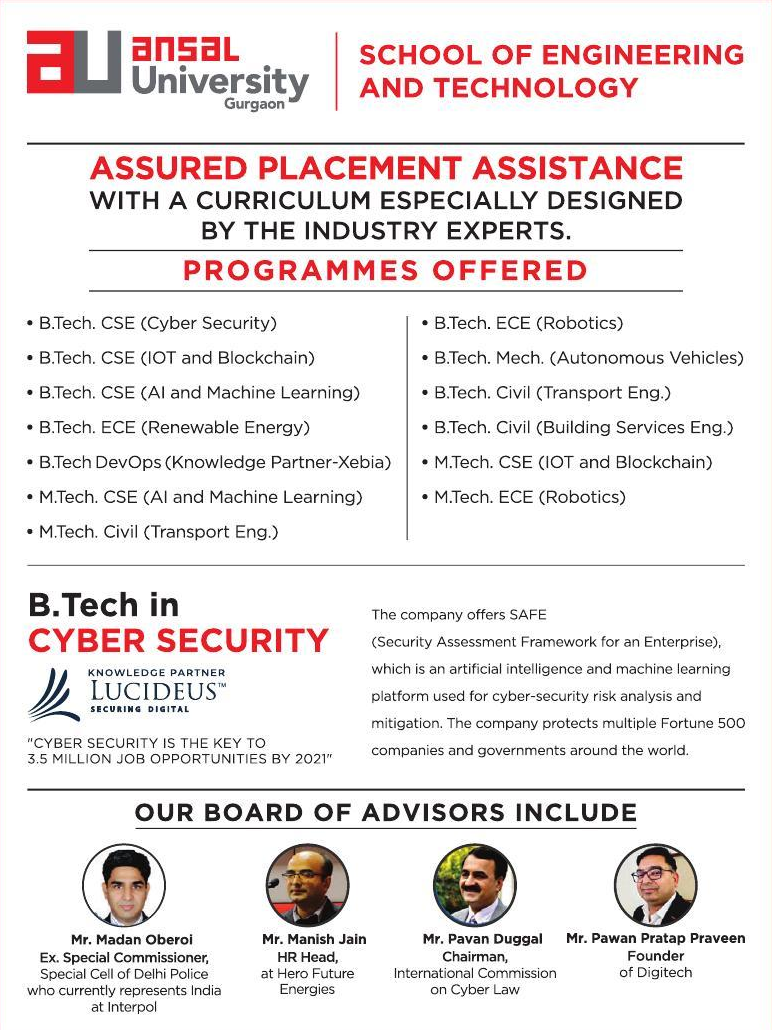 ansal
University
Gurgaon
SCHOOL OF ENGINEERING
AND TECHNOLOGY
ASSURED PLACEMENT ASSISTANCE
WITH A CURRICULUM ESPECIALLY DESIGNED
BY THE INDUSTRY EXPERTS.
PROGRAMMES OFFERED
• B.Tech. CSE (Cyber Security)
• B.Tech. CSE (IOT and Blockchain)
• B.Tech. CSE (AI and Machine Learning)
• B.Tech. ECE (Renewable Energy)
• B.Tech DevOps (Knowledge Partner-Xebia)
• M.Tech. CSE (AI and Machine Learning)
• M.Tech. Civil (Transport Eng.)
• B.Tech. ECE (Robotics)
• B.Tech. Mech. (Autonomous Vehicles)
• B.Tech. Civil (Transport Eng.)
• B.Tech. Civil (Building Services Eng.)
• M.Tech. CSE (IOT and Blockchain)
• M.Tech. ECE (Robotics)
B.Tech in
CYBER SECURITY
KNOWLEDGE PARTNER
LUCIDEUS™
SECURING DIGITAL
"CYBER SECURITY IS THE KEY TO
3.5 MILLION JOB OPPORTUNITIES BY 2021"
The company offers SAFE
(Security Assessment Framework for an Enterprise),
which is an artificial intelligence and machine learning
platform used for cyber-security risk analysis and
mitigation. The company protects multiple Fortune 500
companies and governments around the world.
OUR BOARD OF ADVISORS INCLUDE
Mr. Madan Oberoi
Ex. Special Commissioner,
Special Cell of Delhi Police
who currently represents India
at Interpol
Mr. Manish Jain
HR Head,
at Hero Future
Energies
Mr. Pavan Duggal
Chairman,
International Commission
on Cyber Law
Mr. Pawan Pratap Praveen
Founder
of Digitech